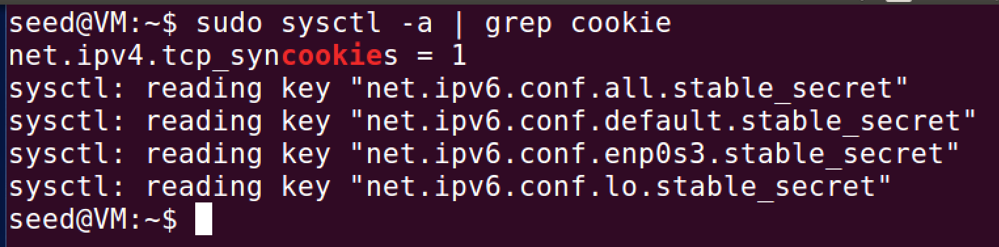 seed@VM:~$ sudo sysctl -a | grep cookie
net.ipv4.tcp_syncookies = 1
sysctl: reading key "net.ipv6.conf.all.stable_secret"
sysctl: reading key "net.ipv6.conf.default.stable_secret"
sysctl: reading key "net.ipv6.conf.enp0s3.stable_secret"
sysctl: reading key "net.ipv6.conf.lo.stable_secret"
seed@VM:~$